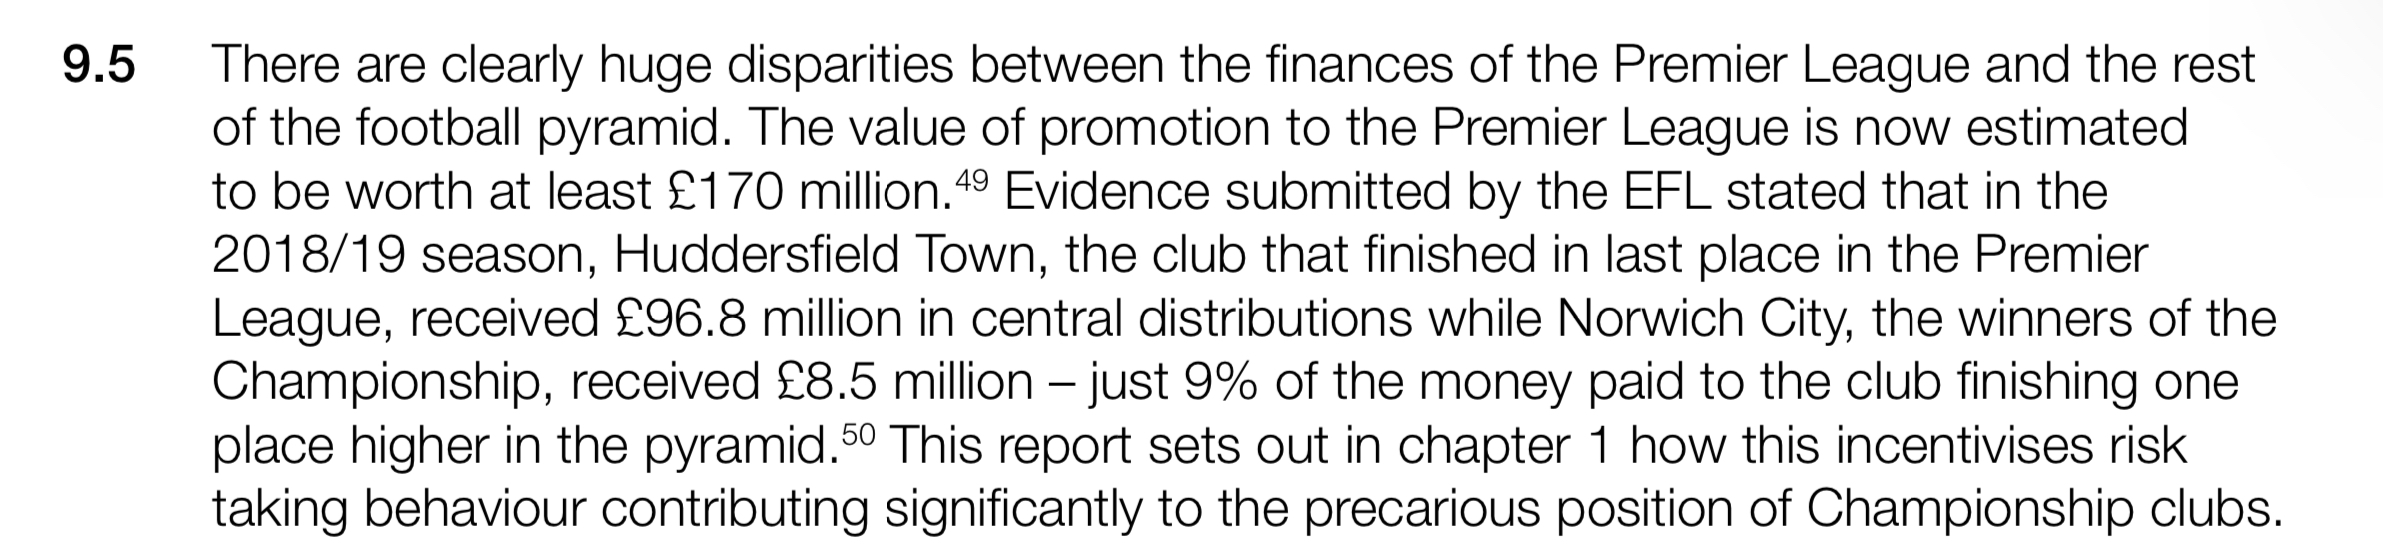 9.5 There are clearly huge disparities between the finances of the Premier League and the rest
of the football pyramid. The value of promotion to the Premier League is now estimated
to be worth at least £170 million.49 Evidence submitted by the EFL stated that in the
2018/19 season, Huddersfield Town, the club that finished in last place in the Premier
League, received £96.8 million in central distributions while Norwich City, the winners of the
Championship, received £8.5 million – just 9% of the money paid to the club finishing one
place higher in the pyramid.50 This report sets out in chapter 1 how this incentivises risk
taking behaviour contributing significantly to the precarious position of Championship clubs.